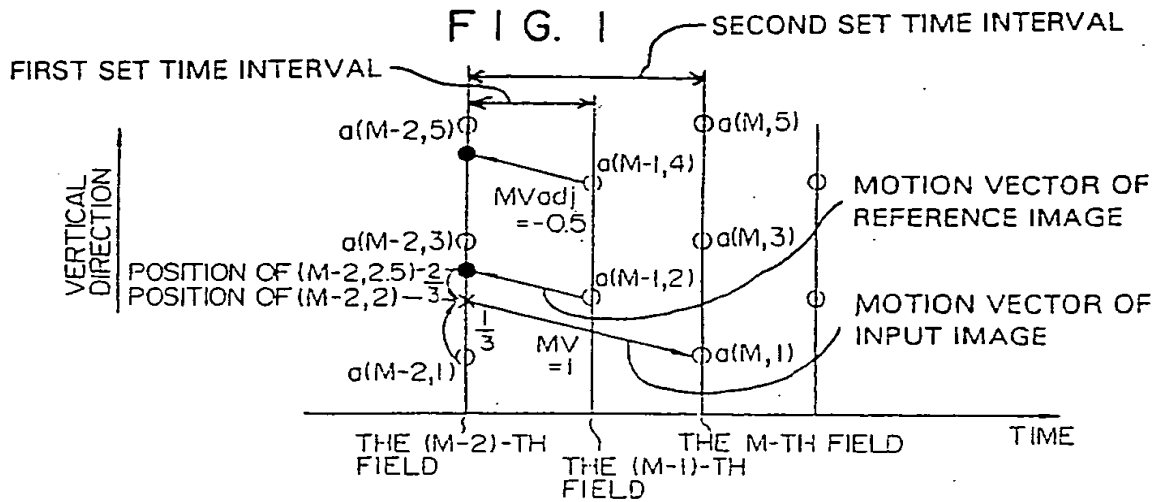 FIG. 1
SECOND SET TIME INTERVAL
FIRST SET TIME INTERVAL
a(M-2,5)
a(M,5)
a(M-1,4)
MVadj
=-0.5
MOTION VECTOR OF
REFERENCE IMAGE
VERTICAL
DIRECTION
a(M-2,3)
a(M,3)
POSITION OF (M-2,2.5)-2/3
POSITION OF (M-2,2)
a(M-1,2)
MOTION VECTOR OF
INPUT IMAGE
1/3
MV
=1
a(M-2,1)
a(M,1)
TIME
THE (M-2)-TH
FIELD
THE (M-1)-TH
FIELD
THE M-TH FIELD